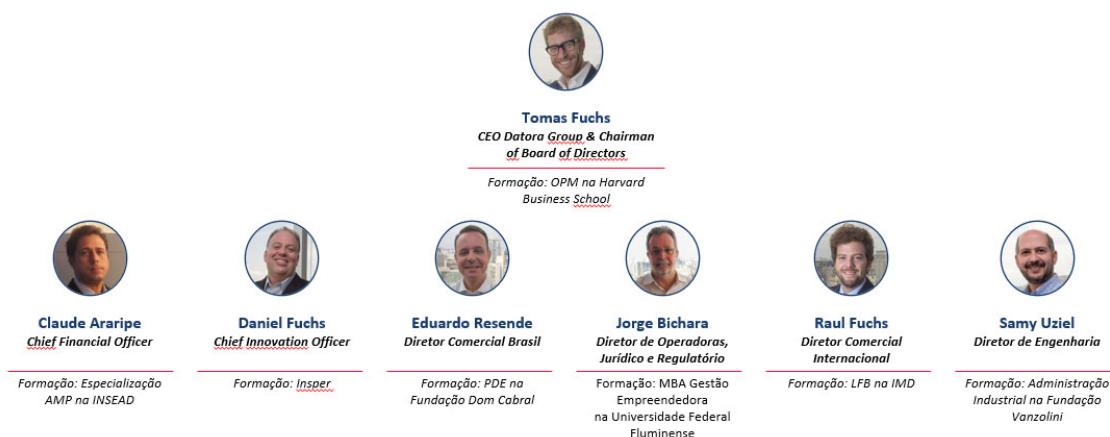 Tomas Fuchs
CEO Datora Group & Chairman
of Board of Directors
Formação: OPM na Harvard
Business School
Claude Araripe
Chief Financial Officer
Formação: Especialização
AMP na INSEAD
Daniel Fuchs
Chief Innovation Officer
Formação: Insper
Eduardo Resende
Diretor Comercial Brasil
Formação: PDE na
Fundação Dom Cabral
Jorge Bichara
Diretor de Operadoras,
Jurídico e Regulatório
Formação: MBA Gestão
Empreendedora
na Universidade Federal
Fluminense
Raul Fuchs
Diretor Comercial
Internacional
Formação: LFB na IMD
Samy Uziel
Diretor de Engenharia
Formação: Administração
Industrial na Fundação
Vanzolini